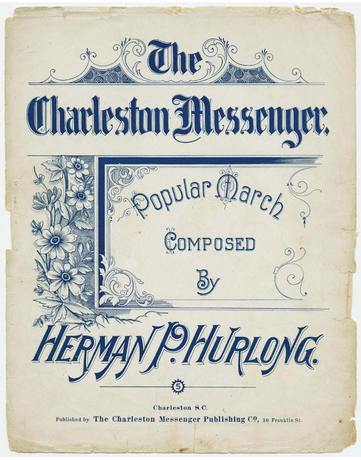 The
Charleston Messenger.
Popular March
Composed
By
Herman P. Hurlong.
5
Charleston S.C.
Published by The Charleston Messenger Publishing Co, 20 Franklin St.